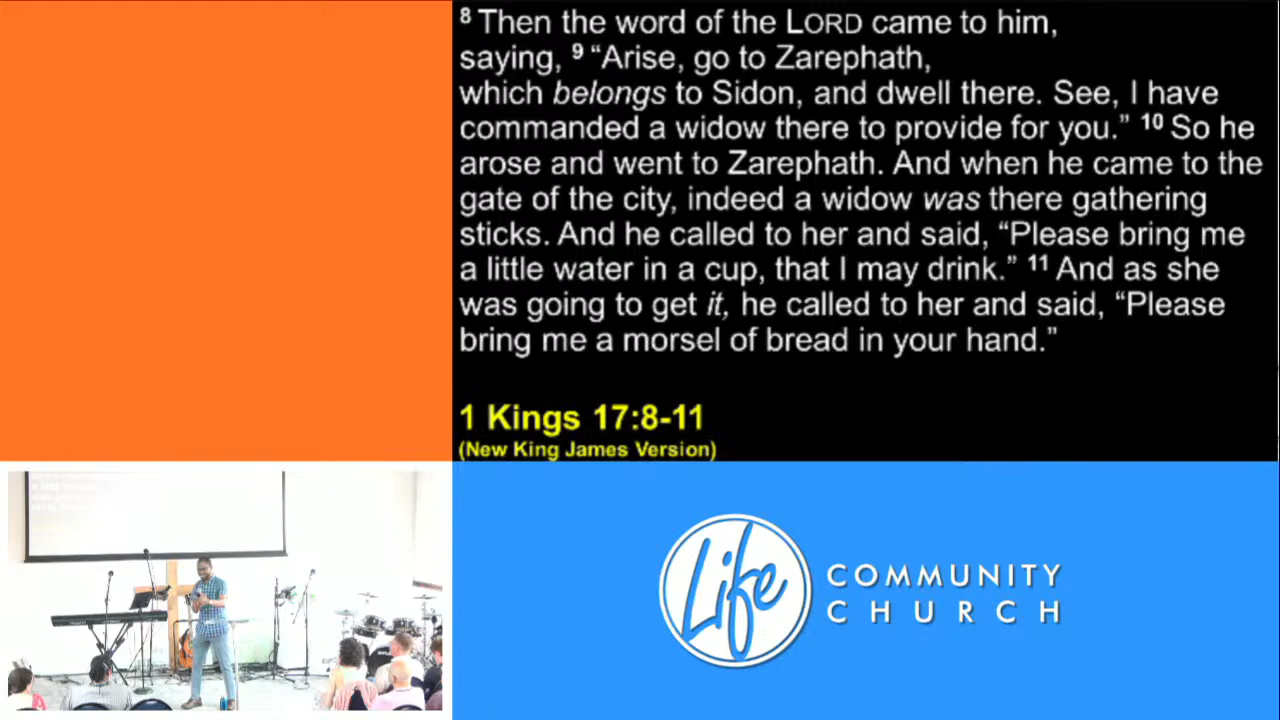 8 Then the word of the LORD came to him,
saying, 9 “Arise, go to Zarephath,
which belongs to Sidon, and dwell there. See, I have
commanded a widow there to provide for you.” 10 So he
arose and went to Zarephath. And when he came to the
gate of the city, indeed a widow was there gathering
sticks. And he called to her and said, “Please bring me
a little water in a cup, that I may drink.” 11 And as she
was going to get it, he called to her and said, “Please
bring me a morsel of bread in your hand.”
1 Kings 17:8-11
(New King James Version)
Life
COMMUNITY
CHURCH